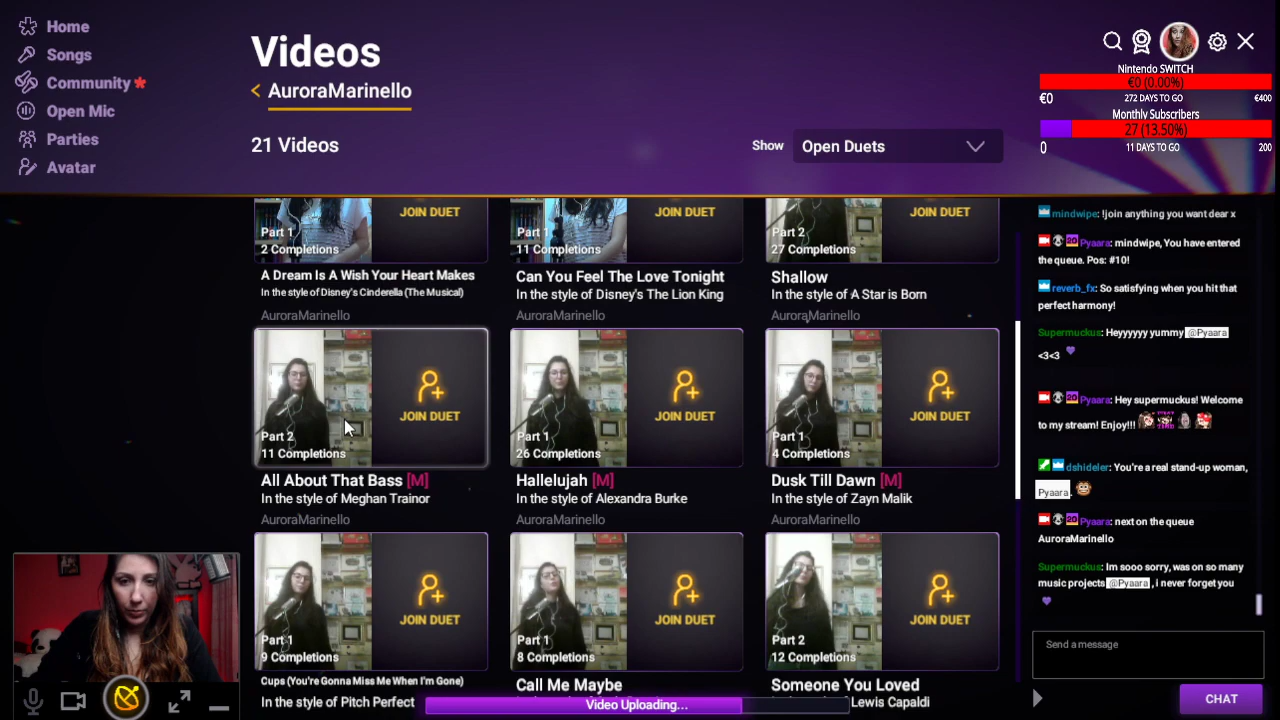 Home
Songs
Community *
Open Mic
Parties
Avatar
Videos
< AuroraMarinello
21 Videos
Show
Open Duets
Nintendo SWITCH
€0 (0.00%)
€0
272 DAYS TO GO
€400
Monthly Subscribers
27 (13.50%)
0
11 DAYS TO GO
200
Part 1
2 Completions
JOIN DUET
A Dream Is A Wish Your Heart Makes
In the style of Disney's Cinderella (The Musical)
AuroraMarinello
Part 1
11 Completions
JOIN DUET
Can You Feel The Love Tonight
In the style of Disney's The Lion King
AuroraMarinello
Part 2
27 Completions
JOIN DUET
Shallow
In the style of A Star is Born
AuroraMarinello
Part 2
11 Completions
JOIN DUET
All About That Bass [M]
In the style of Meghan Trainor
AuroraMarinello
Part 1
26 Completions
JOIN DUET
Hallelujah [M]
In the style of Alexandra Burke
AuroraMarinello
Part 1
4 Completions
JOIN DUET
Dusk Till Dawn [M]
In the style of Zayn Malik
AuroraMarinello
Part 1
9 Completions
JOIN DUET
Cups (You're Gonna Miss Me When I'm Gone)
In the style of Pitch Perfect
Part 1
8 Completions
JOIN DUET
Call Me Maybe
Part 2
12 Completions
JOIN DUET
Someone You Loved
Lewis Capaldi
Video Uploading...
mindwipe: !join anything you want dear x
20 Pyaara: mindwipe, You have entered
the queue. Pos: #10!
reverb_fx: So satisfying when you hit that
perfect harmony!
Supermuckus: Heyyyyyy yummy @Pyaara
<3<3
20 Pyaara: Hey supermuckus! Welcome
to my stream! Enjoy!!!
dshideler: You're a real stand-up woman,
Pyaara.
20 Pyaara: next on the queue
AuroraMarinello
Supermuckus: Im sooo sorry, was on so many
music projects @Pyaara , i never forget you
Send a message
CHAT